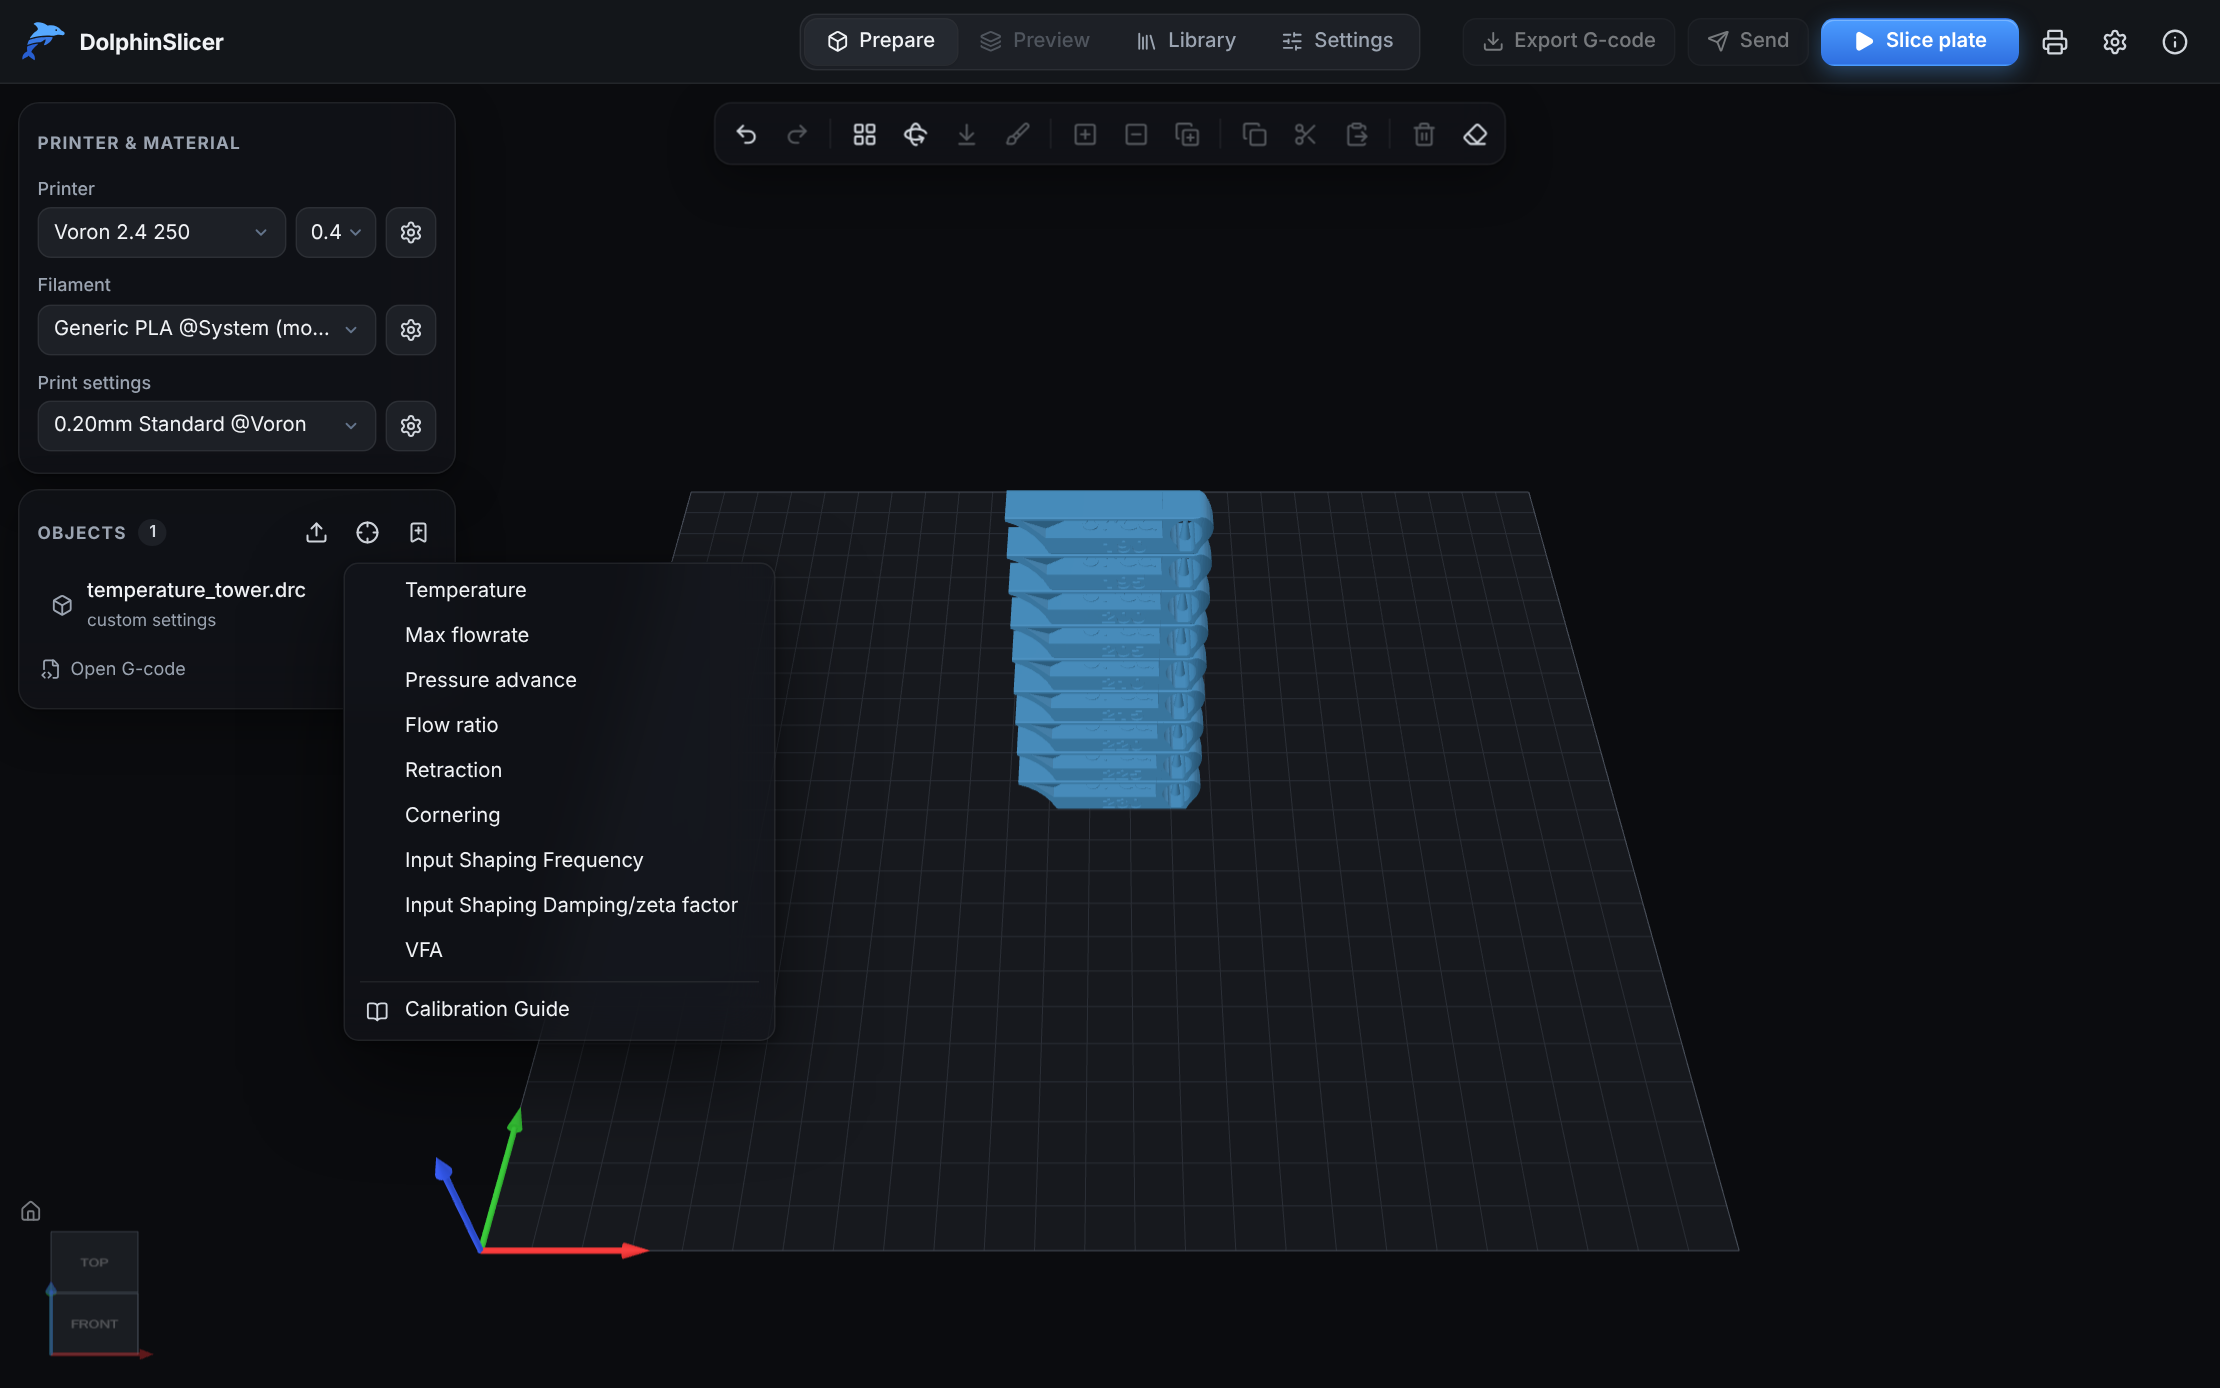 DolphinSlicer
Prepare
Preview
Library
Settings
Export G-code
Send
Slice plate
PRINTER & MATERIAL
Printer
Voron 2.4 250
0.4
Filament
Generic PLA @System (mo...
Print settings
0.20mm Standard @Voron
OBJECTS 1
temperature_tower.drc
custom settings
Open G-code
Temperature
Max flowrate
Pressure advance
Flow ratio
Retraction
Cornering
Input Shaping Frequency
Input Shaping Damping/zeta factor
VFA
Calibration Guide
TOP
FRONT